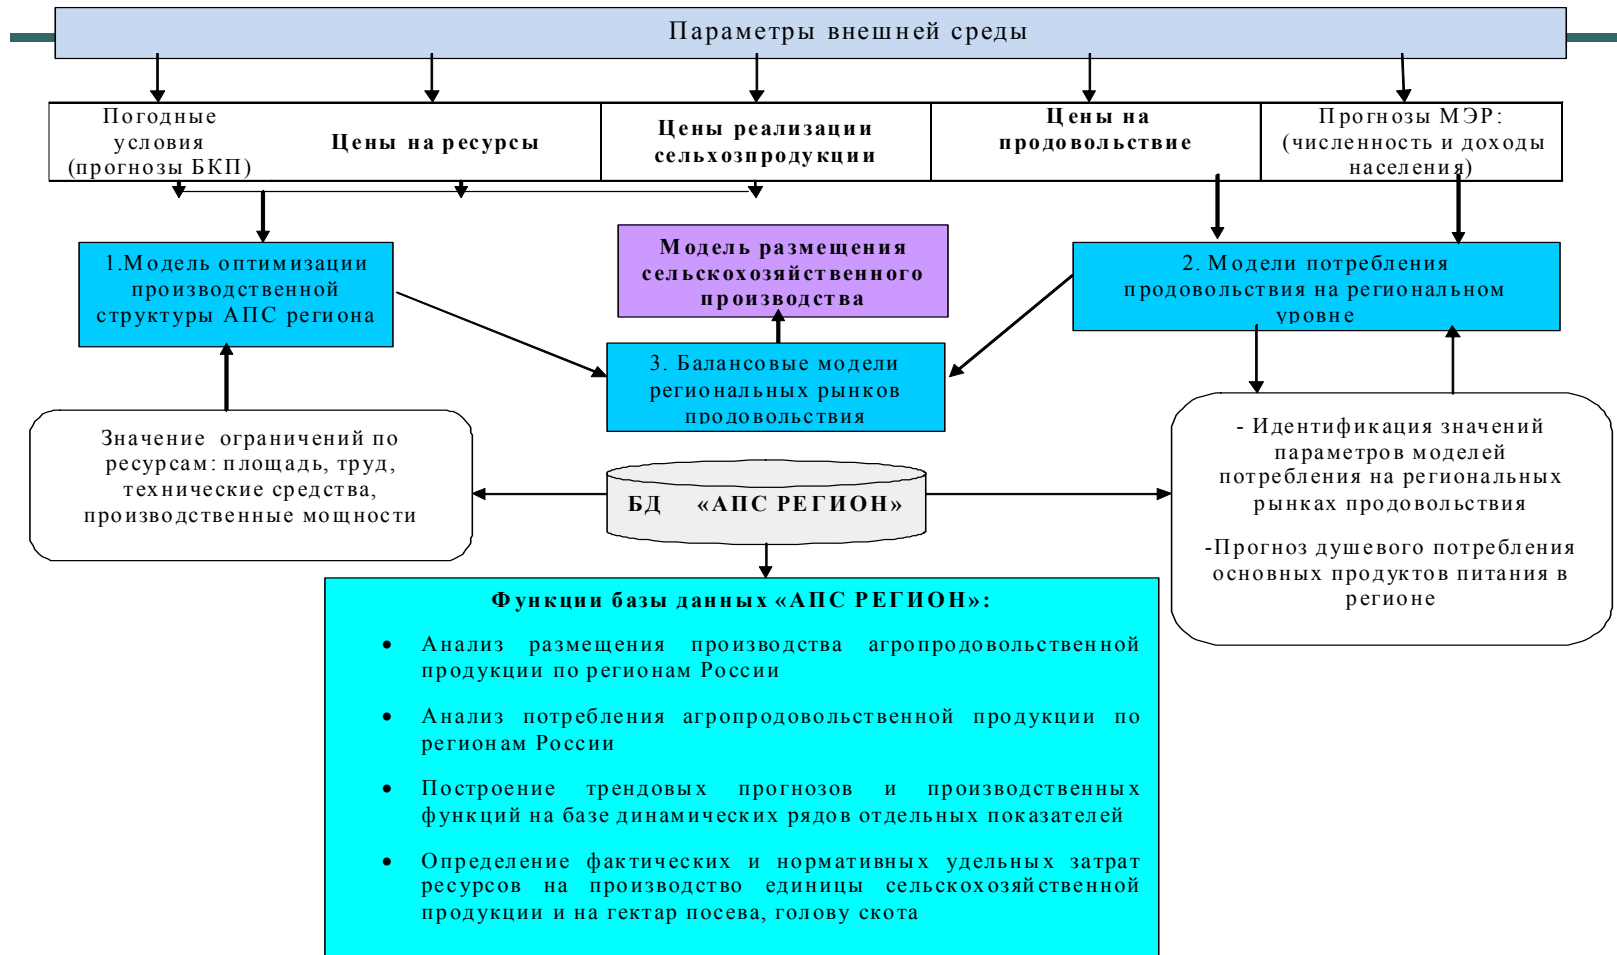 Параметры внешней среды
Погодные
условия
(прогнозы БКП)
Цены на ресурсы
Цены реализации
сельхозпродукции
Цены на
продовольствие
Прогнозы МЭР:
(численность и доходы
населения)
1.Модель оптимизации
производственной
структуры АПС региона
Модель размещения
сельскохозяйственного
производства
2. Модели потребления
продовольствия на региональном
уровне
3. Балансовые модели
региональных рынков
продовольствия
Значение ограничений по
ресурсам: площадь, труд,
технические средства,
производственные мощности
БД «АПС РЕГИОН»
- Идентификация значений
параметров моделей
потребления на региональных
рынках продовольствия
-Прогноз душевого потребления
основных продуктов питания в
регионе
Функции базы данных «АПС РЕГИОН»:
• Анализ размещения производства агропродовольственной
продукции по регионам России
• Анализ потребления агропродовольственной продукции по
регионам России
• Построение трендовых прогнозов и производственных
функций на базе динамических рядов отдельных показателей
• Определение фактических и нормативных удельных затрат
ресурсов на производство единицы сельскохозяйственной
продукции и на гектар посева, голову скота